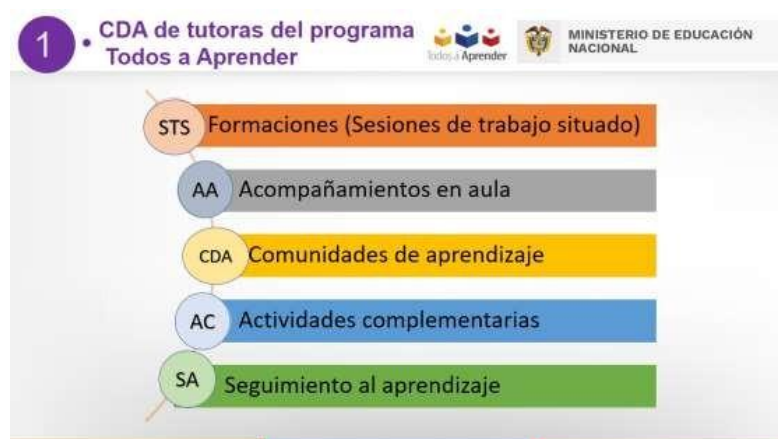 1
• CDA de tutoras del programa
Todos a Aprender
Todos a Aprender
MINISTERIO DE EDUCACIÓN
NACIONAL
STS Formaciones (Sesiones de trabajo situado)
AA Acompañamientos en aula
CDA Comunidades de aprendizaje
AC Actividades complementarias
SA Seguimiento al aprendizaje